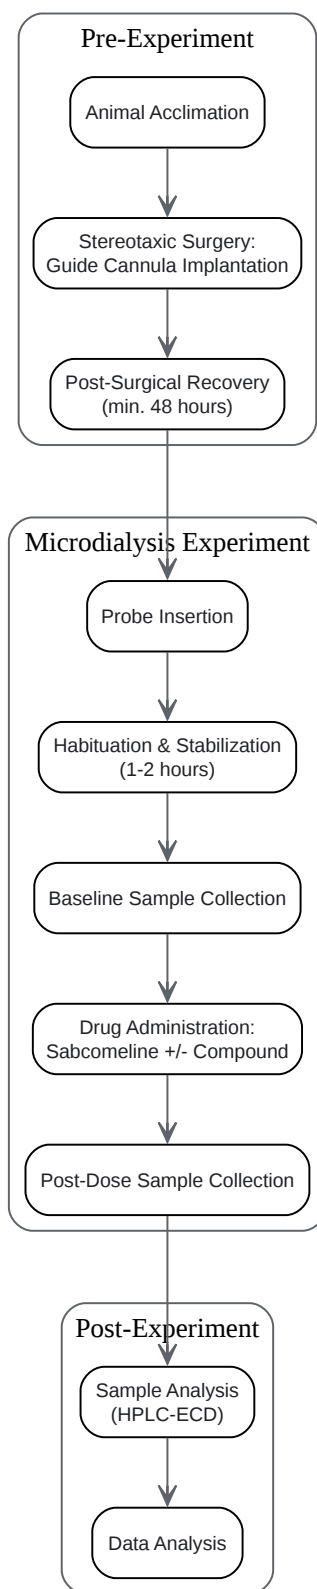 Pre-Experiment
Animal Acclimation
Stereotaxic Surgery:
Guide Cannula Implantation
Post-Surgical Recovery
(min. 48 hours)
Microdialysis Experiment
Probe Insertion
Habituation & Stabilization
(1-2 hours)
Baseline Sample Collection
Drug Administration:
Sabcomeline +/- Compound
Post-Dose Sample Collection
Post-Experiment
Sample Analysis
(HPLC-ECD)
Data Analysis